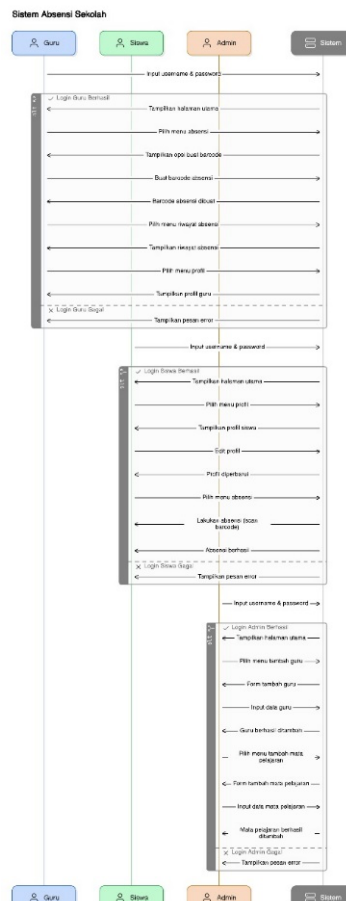 Sistem Absensi Sekolah
Guru
Siswa
Admin
Sistem
Input username & password
Login Guru Berhasil
Tampilkan halaman utama
Pilih menu absensi
Tampilkan opsi buat barcode
Buat barcode absensi
Barcode absensi dibuat
Pilih menu riwayat absensi
Tampilkan riwayat absensi
Pilih menu profil
Tampilkan profil guru
Login Guru Gagal
Tampilkan pesan error
Input username & password
Login Siswa Berhasil
Tampilkan halaman utama
Pilih menu profil
Tampilkan profil siswa
Edit profil
Profil diperbarui
Pilih menu absensi
Lakukan absensi (scan
barcode)
Absensi berhasil
Login Siswa Gagal
Tampilkan pesan error
Input username & password
Login Admin Berhasil
Tampilkan halaman utama
Pilih menu tambah guru
Form tambah guru
Input data guru
Guru berhasil ditambah
Pilih menu tambah mata
pelajaran
Form tambah mata pelajaran
Input data mata pelajaran
Mata pelajaran berhasil
ditambah
Login Admin Gagal
Tampilkan pesan error
Guru
Siswa
Admin
Sistem